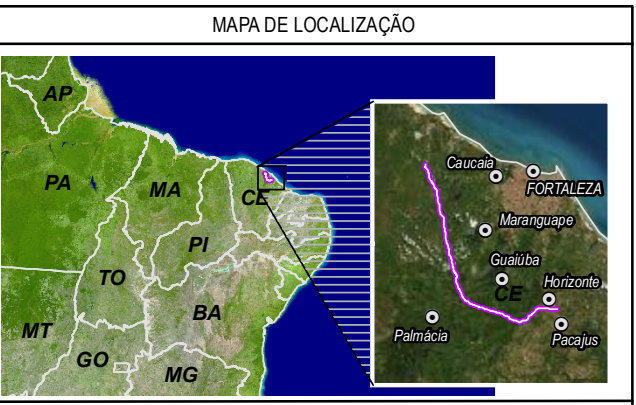 MAPA DE LOCALIZAÇÃO
AP
PA
MA
CE
PI
TO
BA
MT
GO
MG
Caucaia
FORTALEZA
Maranguape
Guaiúba
CE
Horizonte
Palmácia
Pacajus